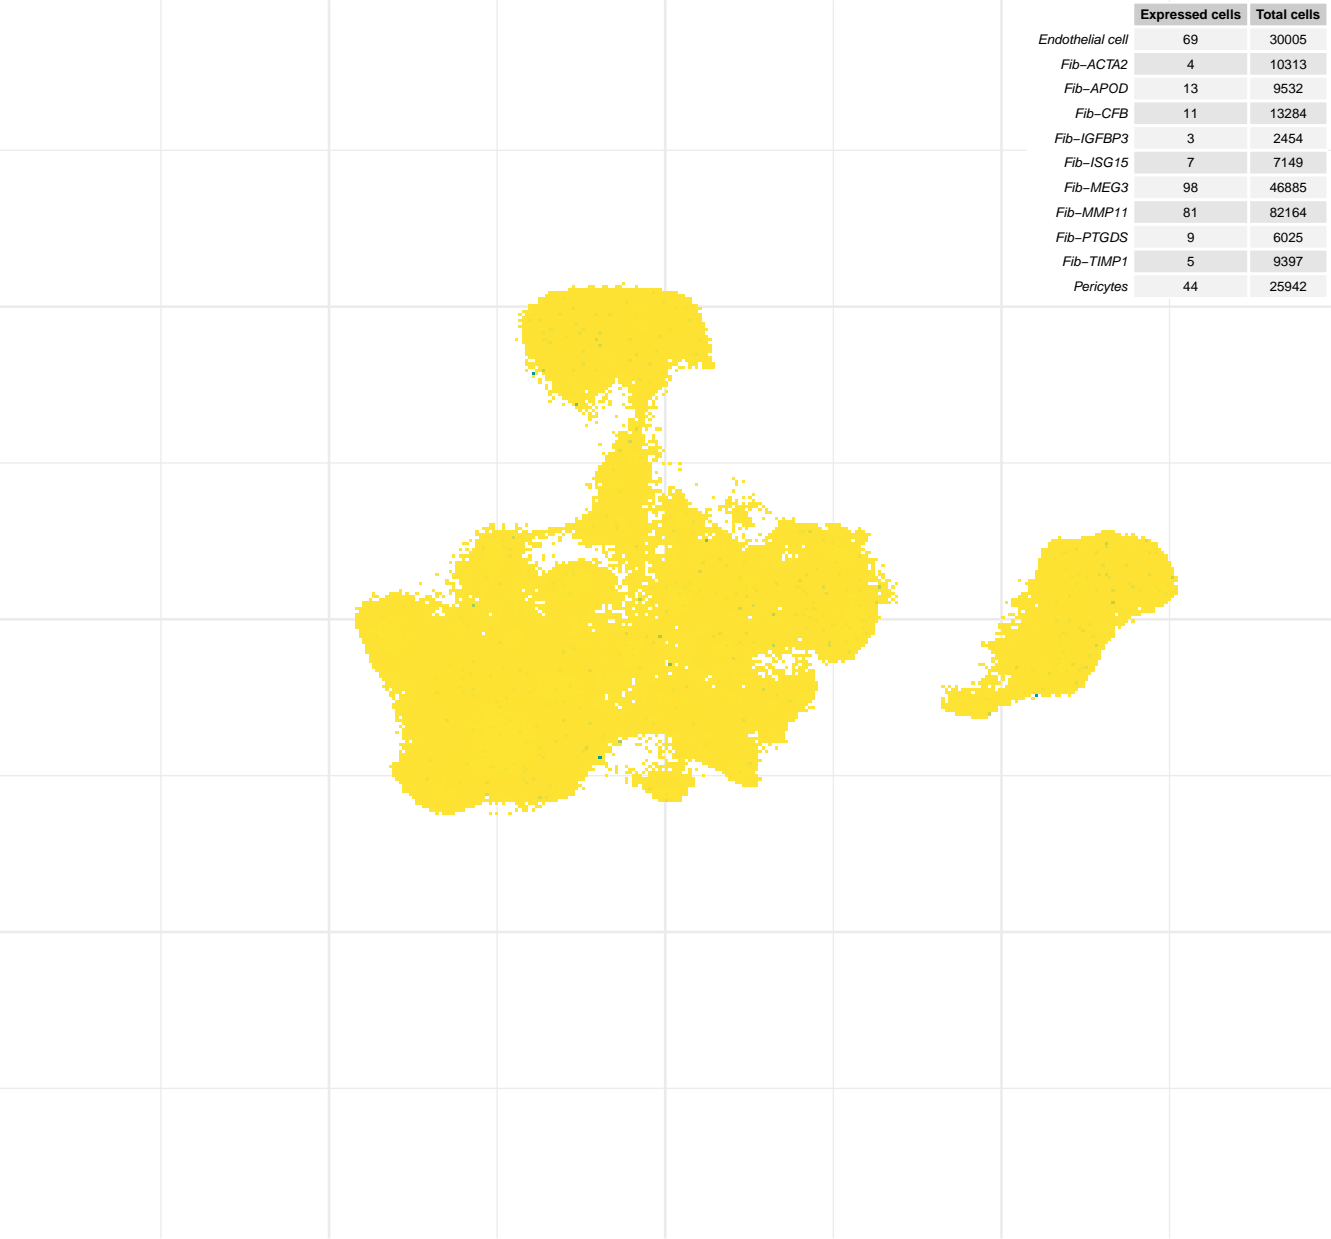 Expressed cells Total cells
Endothelial cell 69 30005
Fib−ACTA2 4 10313
Fib−APOD 13 9532
Fib−CFB 11 13284
Fib−IGFBP3 3 2454
Fib−ISG15 7 7149
Fib−MEG3 98 46885
Fib−MMP11 81 82164
Fib−PTGDS 9 6025
Fib−TIMP1 5 9397
Pericytes 44 25942